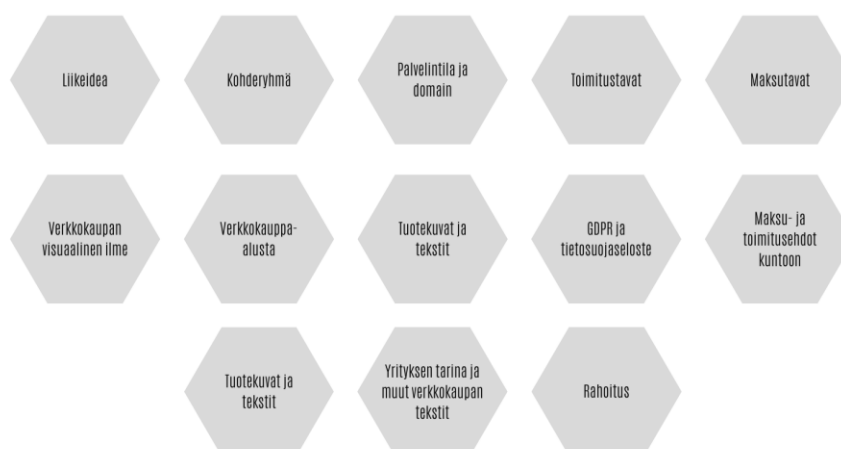 Liikeidea
Kohderyhmä
Palvelintila ja
domain
Toimitustavat
Maksutavat
Verkkokaupan
visuaalinen ilme
Verkkokauppa-
alusta
Tuotekuvat ja
tekstit
GDPR ja
tietosuojaseloste
Maksu- ja
toimitusehdot
kuntoon
Tuotekuvat ja
tekstit
Yrityksen tarina ja
muut verkkokaupan
tekstit
Rahoitus